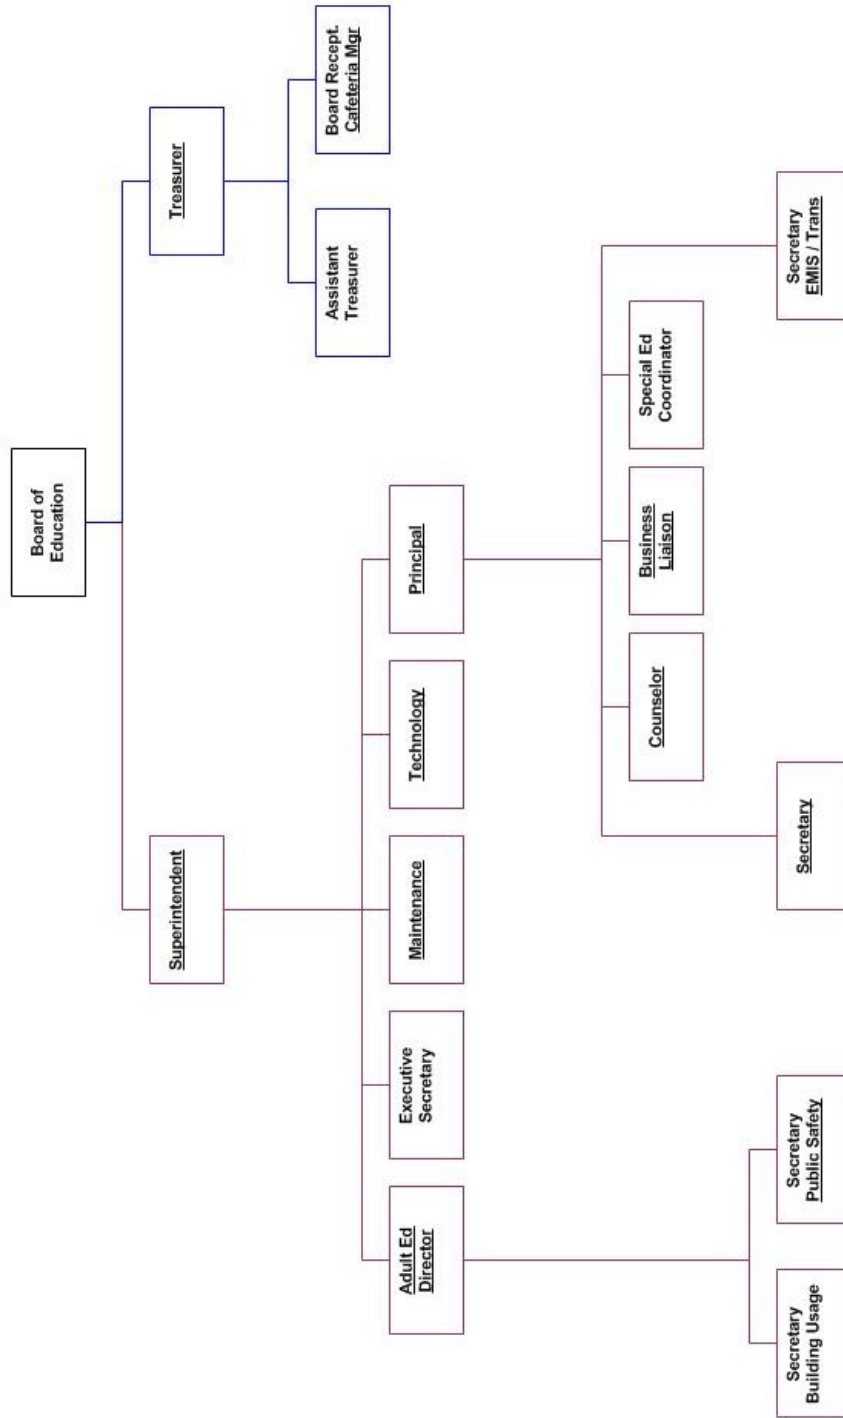 Board of
Education
Superintendent
Treasurer
Assistant
Treasurer
Board Recept.
Cafeteria Mgr
Adult Ed
Director
Executive
Secretary
Maintenance
Technology
Principal
Counselor
Business
Liaison
Special Ed
Coordinator
Secretary
Building Usage
Secretary
Public Safety
Secretary
Secretary
EMIS / Trans